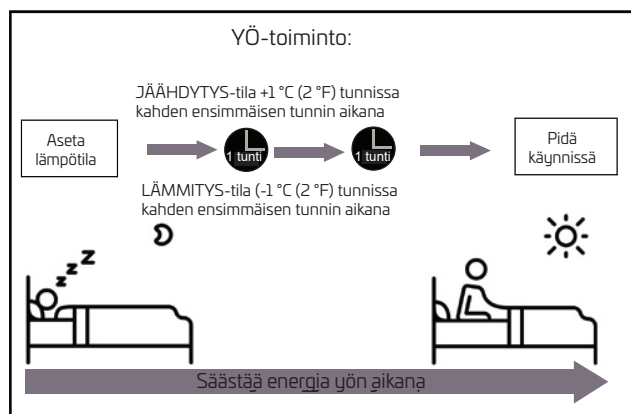 YÖ-toiminto:
JÄÄHDYTYS-tila +1 °C (2 °F) tunnissa
kahden ensimmäisen tunnin aikana
Aseta
lämpötila
1 tunti
1 tunti
Pidä
käynnissä
LÄMMITYS-tila (-1 °C (2 °F) tunnissa
kahden ensimmäisen tunnin aikana
z z z Z
Säästää energia yön aikana